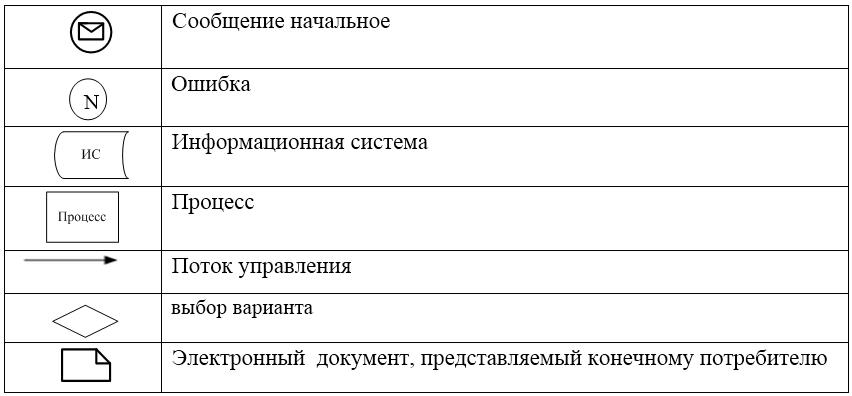 Сообщение начальное
N
Ошибка
ИС
Информационная система
Процесс
Процесс
Поток управления
выбор варианта
Электронный документ, представляемый конечному потребителю